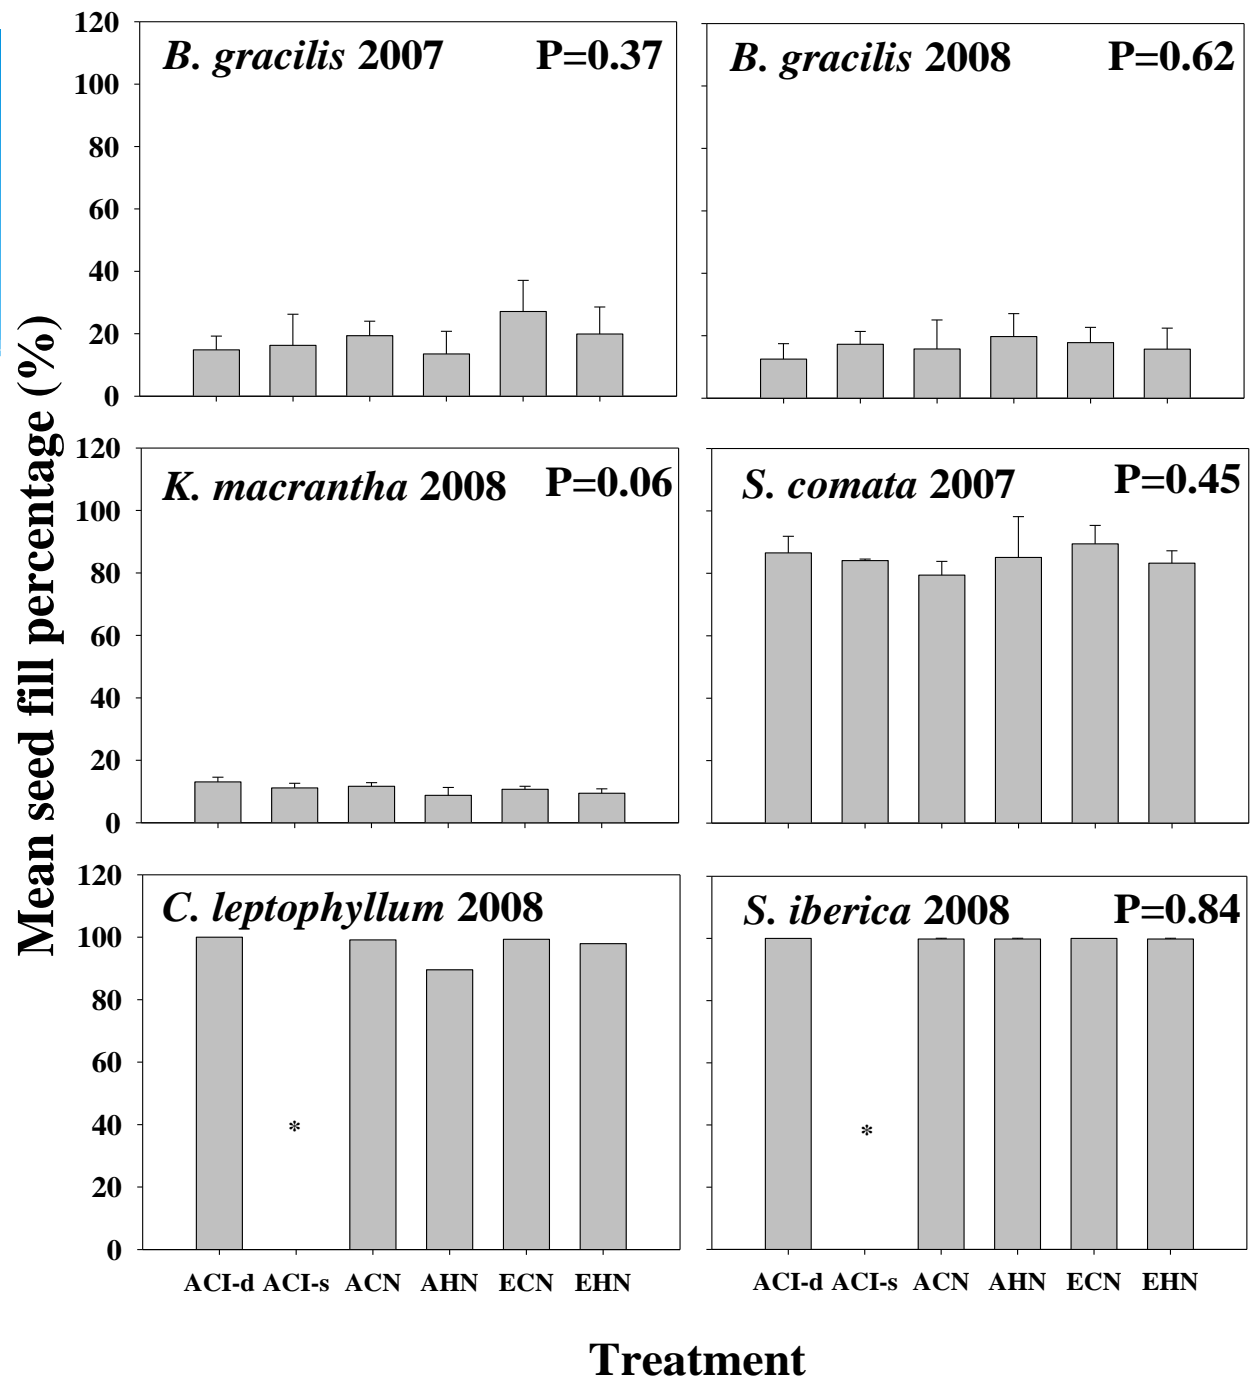 Mean seed fill percentage (%)
B. gracilis 2007 P=0.37
120
100
80
60
40
20
0
B. gracilis 2008 P=0.62
K. macrantha 2008 P=0.06
120
100
80
60
40
20
0
S. comata 2007 P=0.45
C. leptophyllum 2008
120
100
80
60
40
20
0
*
ACI-d ACI-s ACN AHN ECN EHN
S. iberica 2008 P=0.84
*
ACI-d ACI-s ACN AHN ECN EHN
Treatment